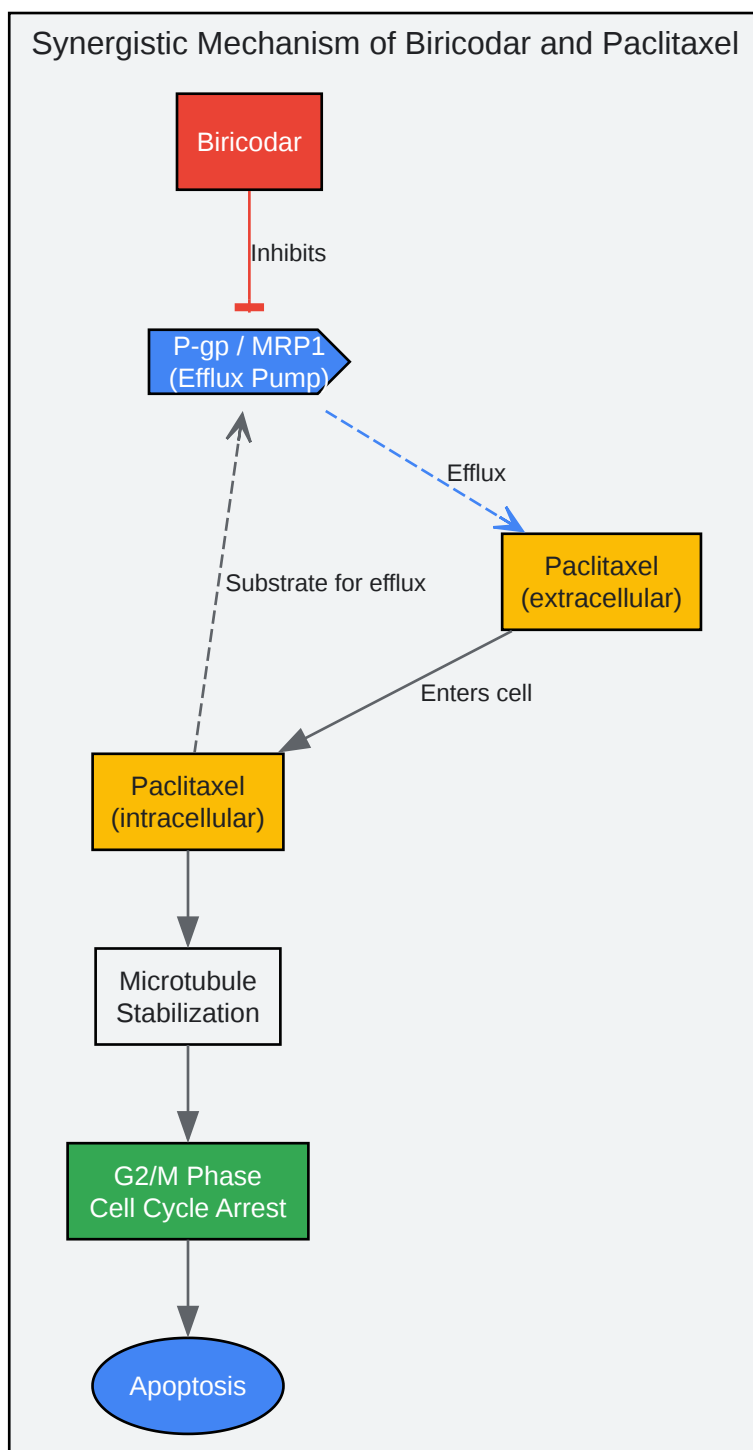 Synergistic Mechanism of Biricodar and Paclitaxel
Biricodar
Inhibits
P-gp / MRP1
(Efflux Pump)
Efflux
Paclitaxel
(extracellular)
Substrate for efflux
Enters cell
Paclitaxel
(intracellular)
Microtubule
Stabilization
G2/M Phase
Cell Cycle Arrest
Apoptosis